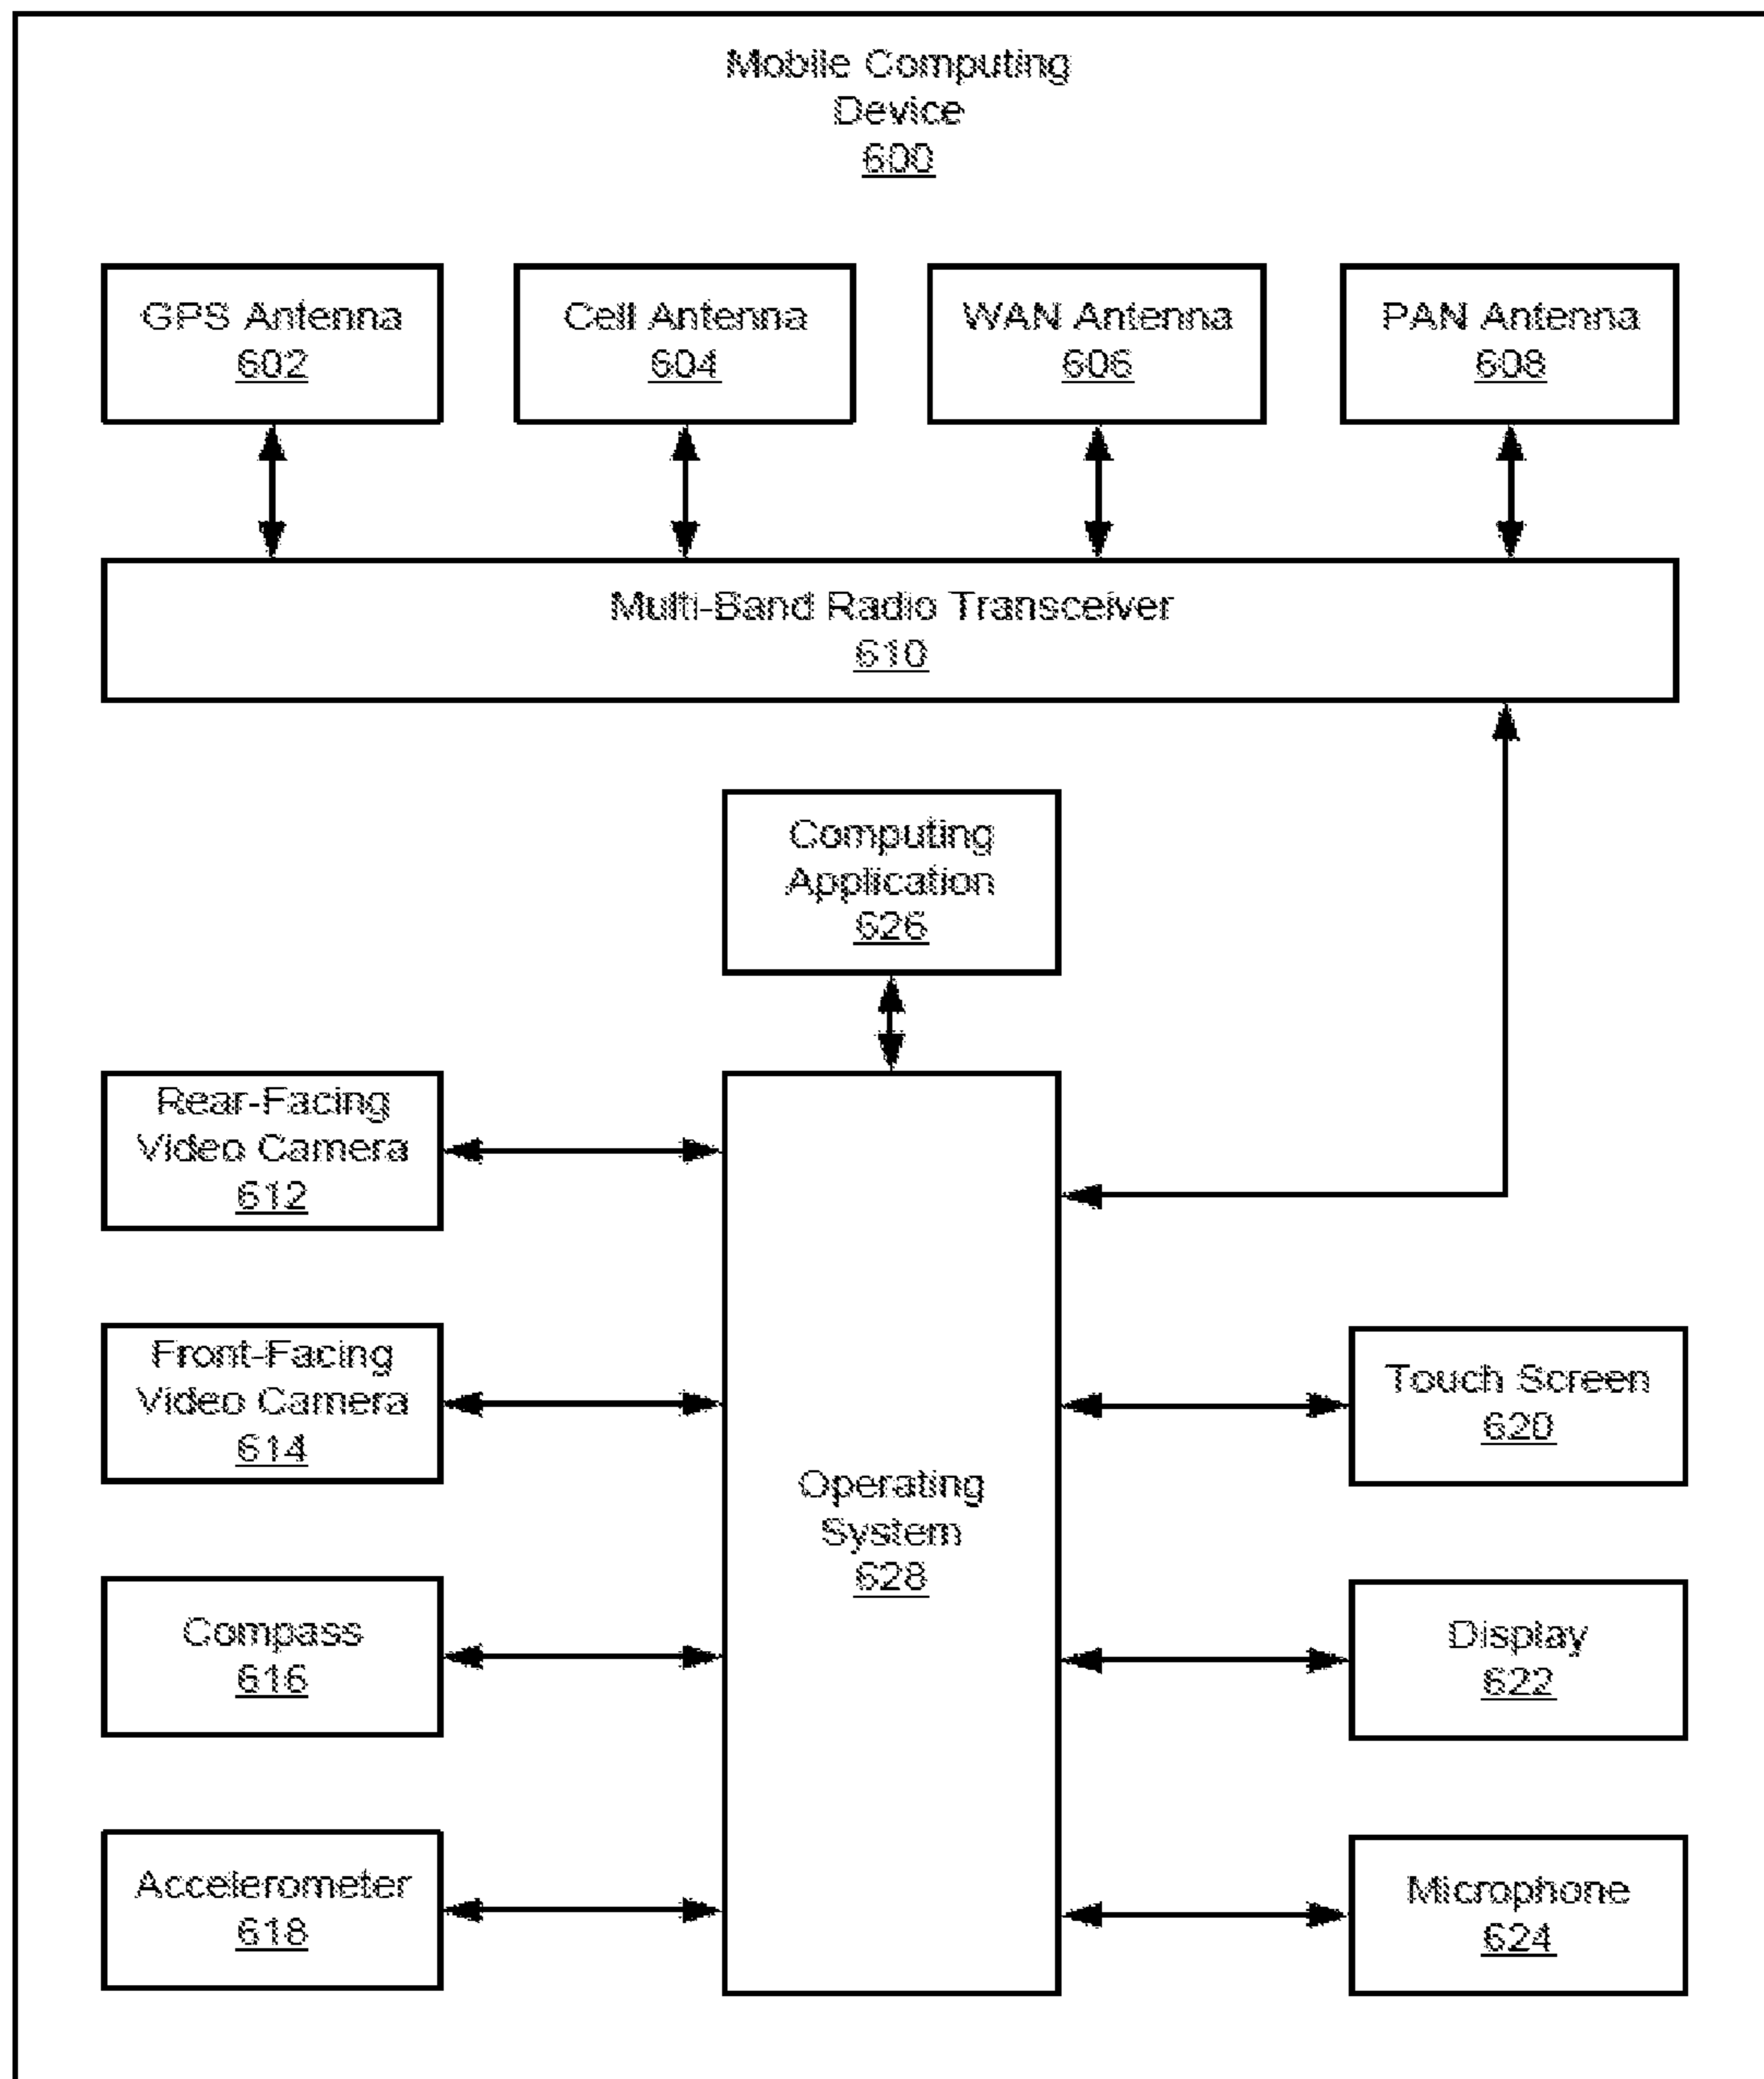 Mobile Computing
Device
600
GPS Antenna
602
Cell Antenna
604
WAN Antenna
606
PAN Antenna
608
Multi-Band Radio Transceiver
610
Computing
Application
626
Rear-Facing
Video Camera
612
Front-Facing
Video Camera
614
Compass
616
Accelerometer
618
Operating
System
628
Touch Screen
620
Display
622
Microphone
624